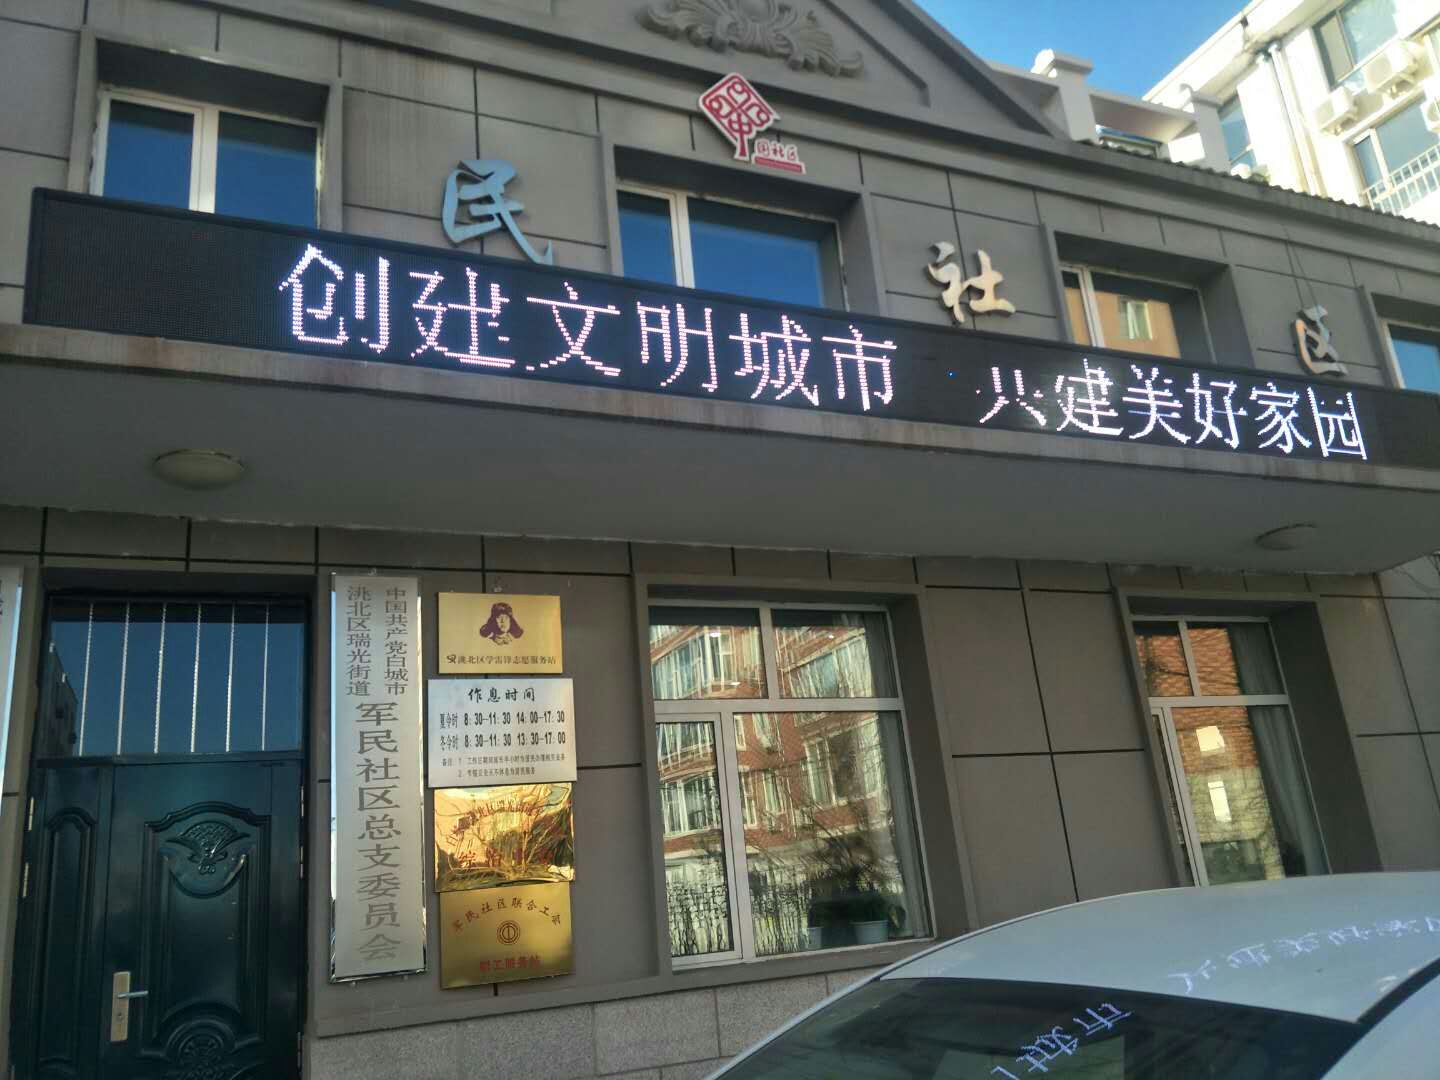 民社区
园社区
创建文明城市 共建美好家园
中国共产党白城市
洮北区瑞光街道
军民社区总支委员会
洮北区学雷锋志愿服务站
作息时间
夏令时 8:30-11:30 14:00-17:30
冬令时 8:30-11:30 13:30-17:00
军民社区联合工会
职工服务站